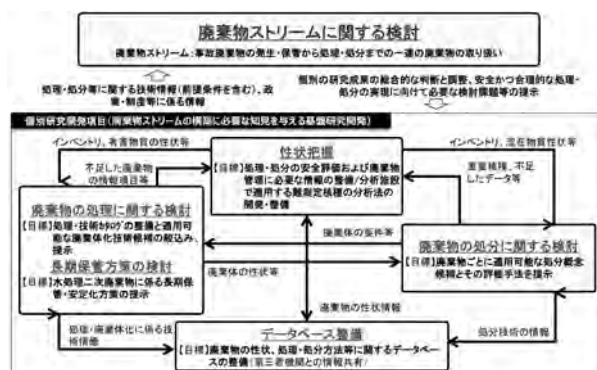 廃棄物ストリームに関する検討
廃棄物ストリーム:事故廃棄物の発生・保管から処理・処分までの一連の廃棄物の取り扱い
処理・処分等に関する技術情報(前提条件を含む)、政
策・制度等に係る情報
個別の研究成果の総合的な判断と調整、安全かつ合理的な処理・
処分の実現に向けて必要な検討課題等の提示
個別研究開発項目(廃棄物ストリームの構築に必要な知見を与える基盤研究開発)
インベントリ、有害物質の性状等
不足した廃棄物
の情報項目等
性状把握
【目標】処理・処分の安全評価および廃棄物
管理に必要な情報の整備/分析施設
で適用する難測定核種の分析法の
開発・整備
インベントリ、混在物質性状等
重要核種、不足
したデータ等
廃棄物の処理に関する検討
【目標】処理・技術カタログの整備と適用可
能な廃棄体化技術候補の絞込み、
提示
長期保管方策の検討
【目標】水処理二次廃棄物に係る長期保
管・安定化方策の提示
廃棄体の条件等
廃棄体の性状等
廃棄物の処分に関する検討
【目標】廃棄物ごとに適用可能な処分概念
候補とその評価手法を提示
廃棄物の性状情報
処理・廃棄体化に係る技
術情報
処分技術の情報
データベース整備
【目標】廃棄物の性状、処理・処分方法等に関するデータベー
スの整備(第三者機関との情報共有)